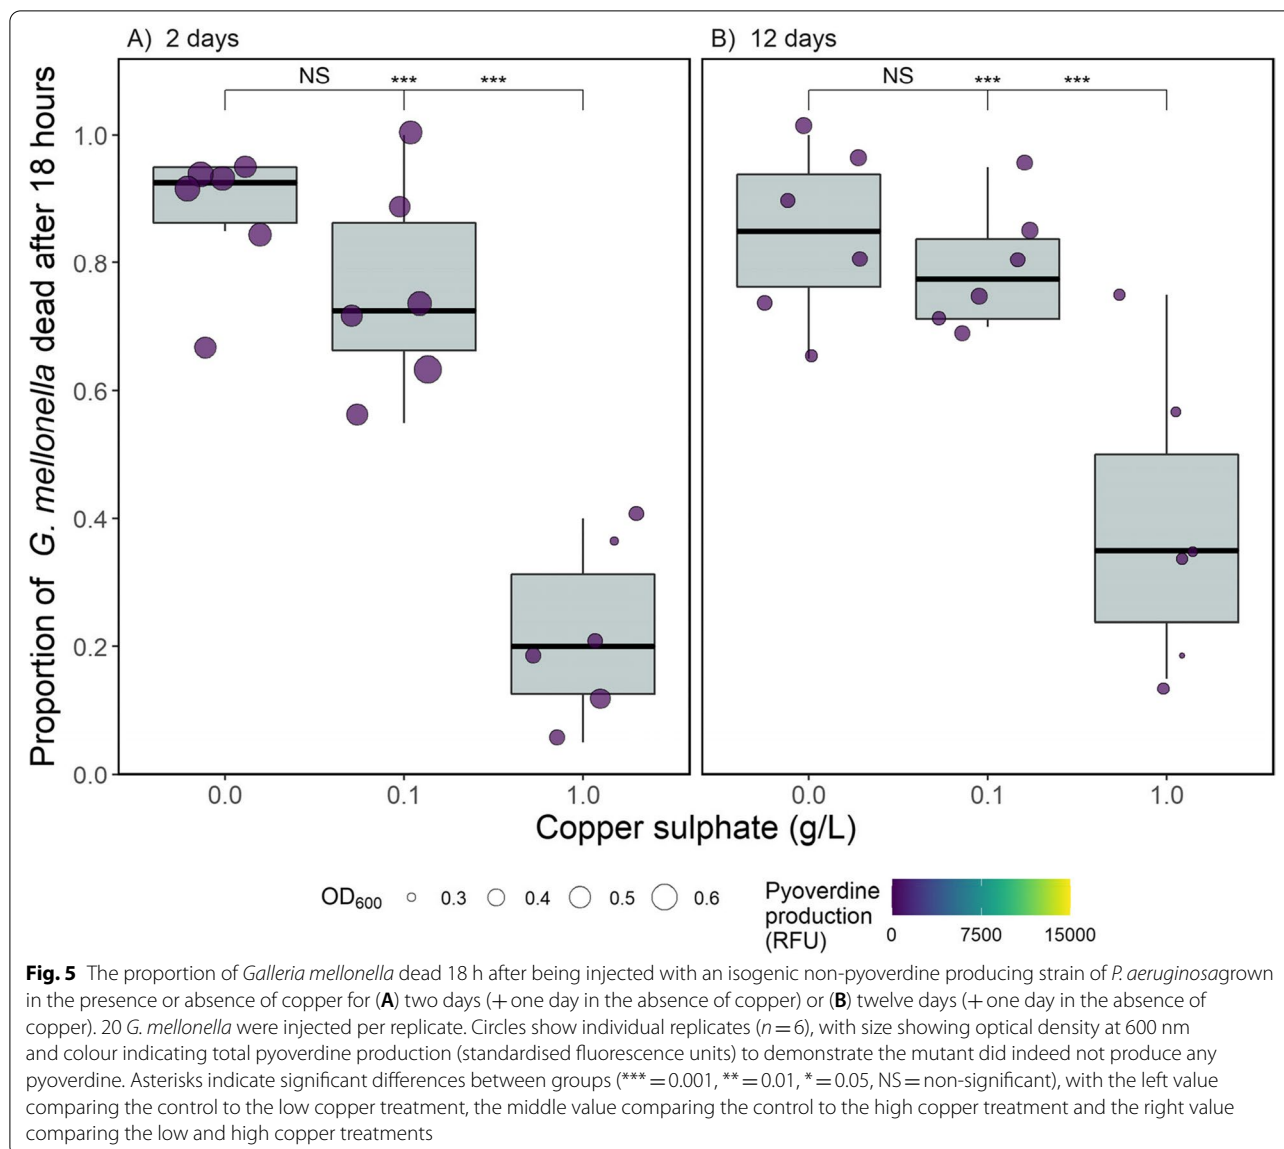 A) 2 days
B) 12 days
NS *** ***
NS *** ***
Proportion of G. mellonella dead after 18 hours
1.0
0.8
0.6
0.4
0.2
0.0
0.0 0.1 1.0
0.0 0.1 1.0
Copper sulphate (g/L)
OD600 0.3 0.4 0.5 0.6
Pyoverdine
production
(RFU)
0 7500 15000
Fig. 5 The proportion of Galleria mellonella dead 18 h after being injected with an isogenic non-pyoverdine producing strain of P. aeruginosagrown
in the presence or absence of copper for (A) two days (+ one day in the absence of copper) or (B) twelve days (+ one day in the absence of
copper). 20 G. mellonella were injected per replicate. Circles show individual replicates (n = 6), with size showing optical density at 600 nm
and colour indicating total pyoverdine production (standardised fluorescence units) to demonstrate the mutant did indeed not produce any
pyoverdine. Asterisks indicate significant differences between groups (*** = 0.001, ** = 0.01, * = 0.05, NS = non-significant), with the left value
comparing the control to the low copper treatment, the middle value comparing the control to the high copper treatment and the right value
comparing the low and high copper treatments